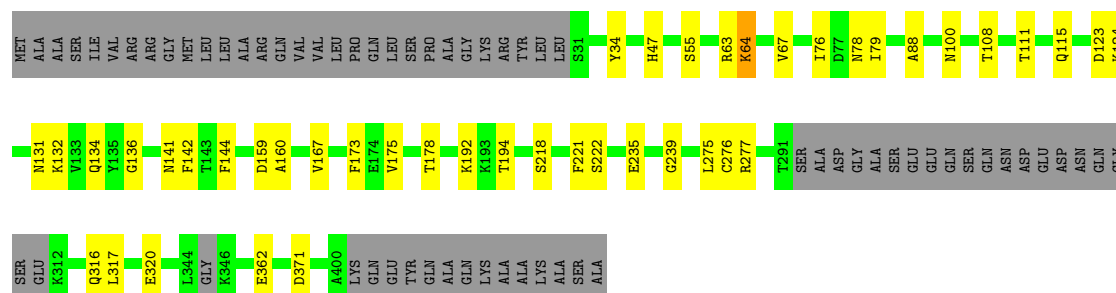 MET ALA ALA SER ILE VAL ARG ARG GLY MET LEU LEU ALA ARG GLN VAL VAL LEU PRO GLN LEU SER PRO ALA GLY LYS ARG TYR LEU LEU S31 Y34 H47 S55 R63 K64 V67 I76 D77 N78 I79 A88 N100 T108 T111 Q115 D123
N131 K132 V133 Q134 Y135 G136 N141 F142 T143 F144 D159 A160 V167 F173 E174 V175 T178 K192 K193 T194 S218 F221 S222 E235 G239 L275 C276 R277 T291 SER ALA ASP GLY ALA SER GLU GLU GLN SER GLN ASN ASP GLU ASP ASN GLN
SER GLU K312 Q316 L317 E320 L344 GLY K346 E362 D371 A400 LYS GLN GLU TYR GLN ALA GLN LYS ALA ALA LYS ALA SER ALA